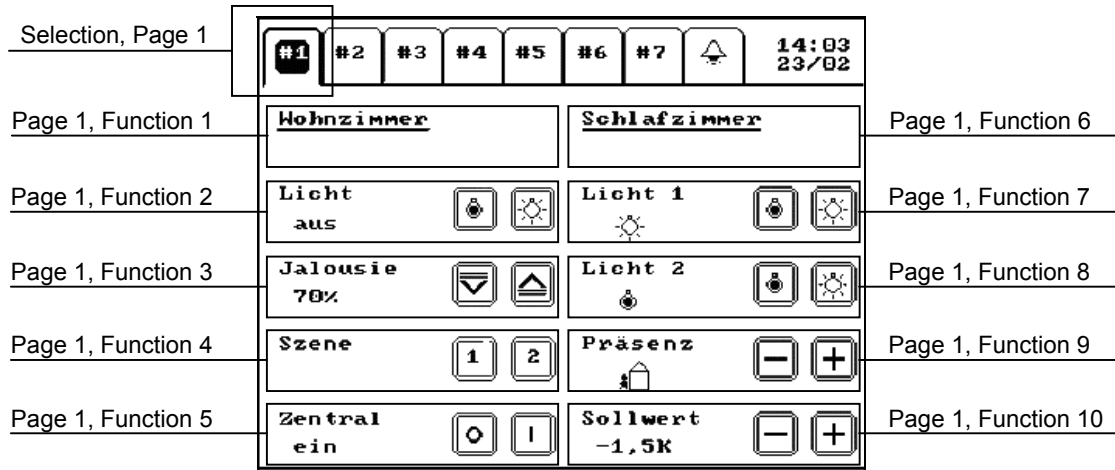 Selection, Page 1
#1 #2 #3 #4 #5 #6 #7 14:03
23/02
Page 1, Function 1 Wohnzimmer Schlafzimmer Page 1, Function 6
Page 1, Function 2 Licht Licht 1 Page 1, Function 7
aus
Page 1, Function 3 Jalousie Licht 2 Page 1, Function 8
70%
Page 1, Function 4 Szene 1 2 Präsenz − + Page 1, Function 9
Page 1, Function 5 Zentral O I Sollwert − + Page 1, Function 10
ein -1,5K